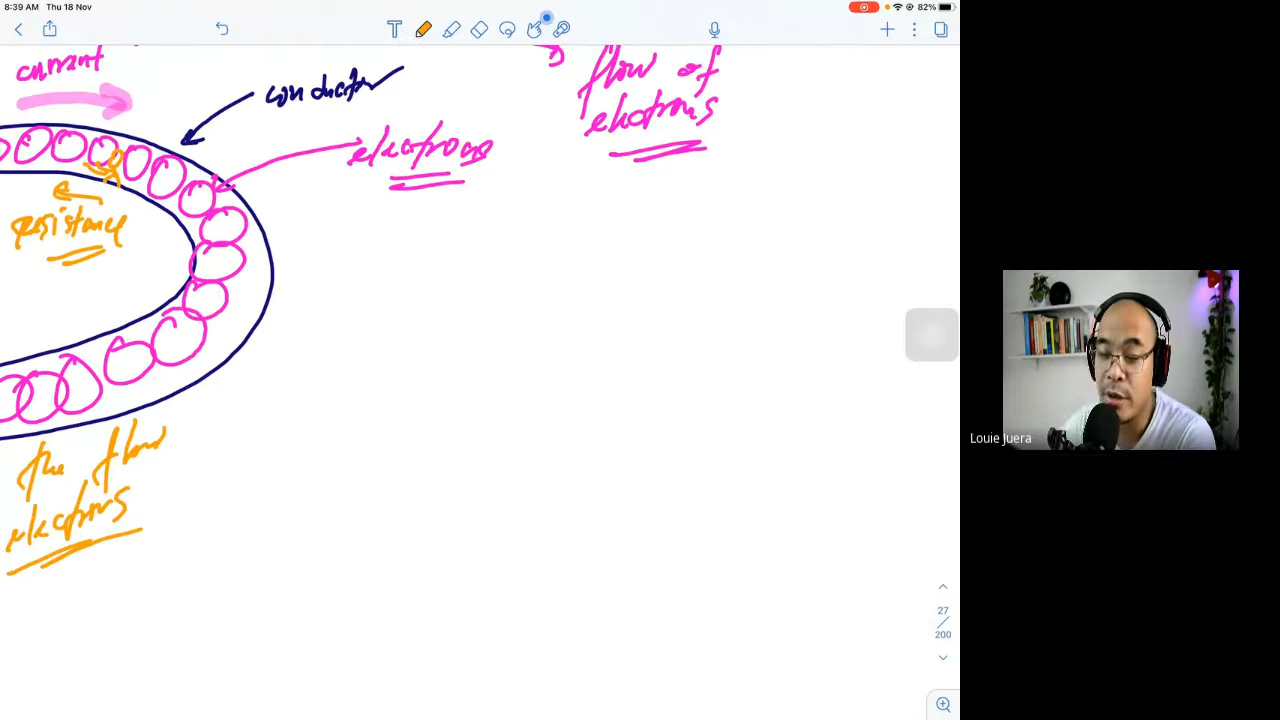 8:39 AM Thu 18 Nov
82%
T
current
conductor
flow of
electrons
electrons
resistance
the flow
electrons
27
200
Louie Juera